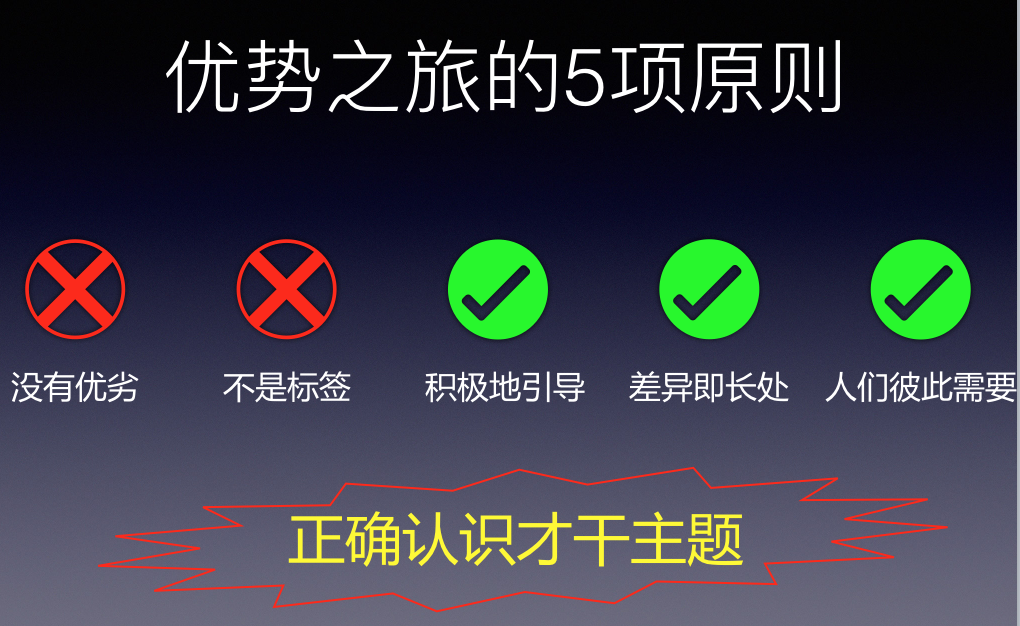 优势之旅的5项原则
没有优劣
不是标签
积极地引导
差异即长处
人们彼此需要
正确认识才干主题